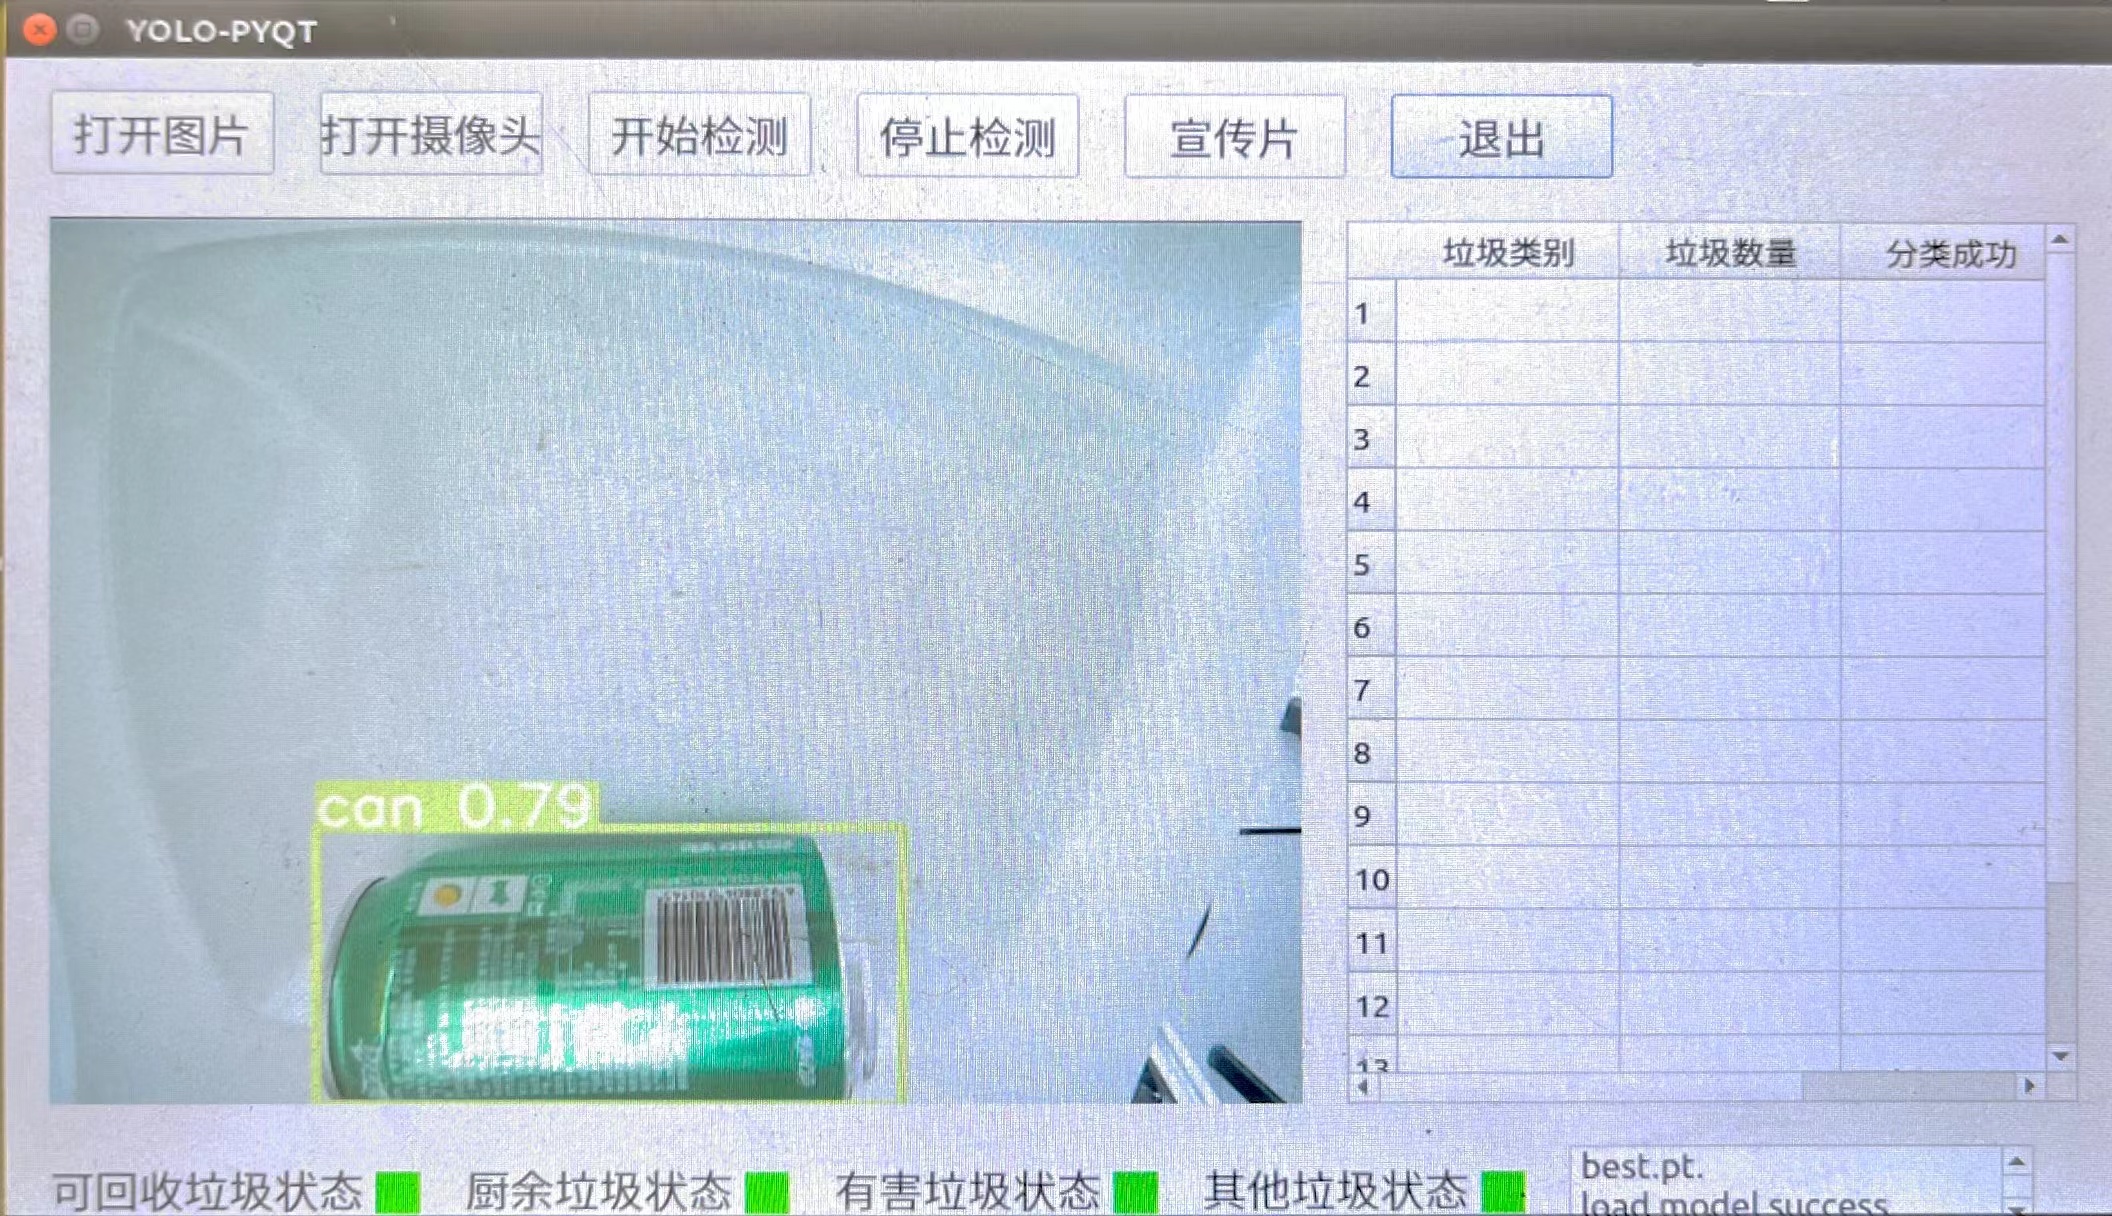 YOLO-PYQT
打开图片 打开摄像头 开始检测 停止检测 宣传片 退出
垃圾类别 垃圾数量 分类成功
1
2
3
4
5
6
7
8
9
10
11
12
13
can 0.79
可回收垃圾状态 厨余垃圾状态 有害垃圾状态 其他垃圾状态
best.pt.
load model success